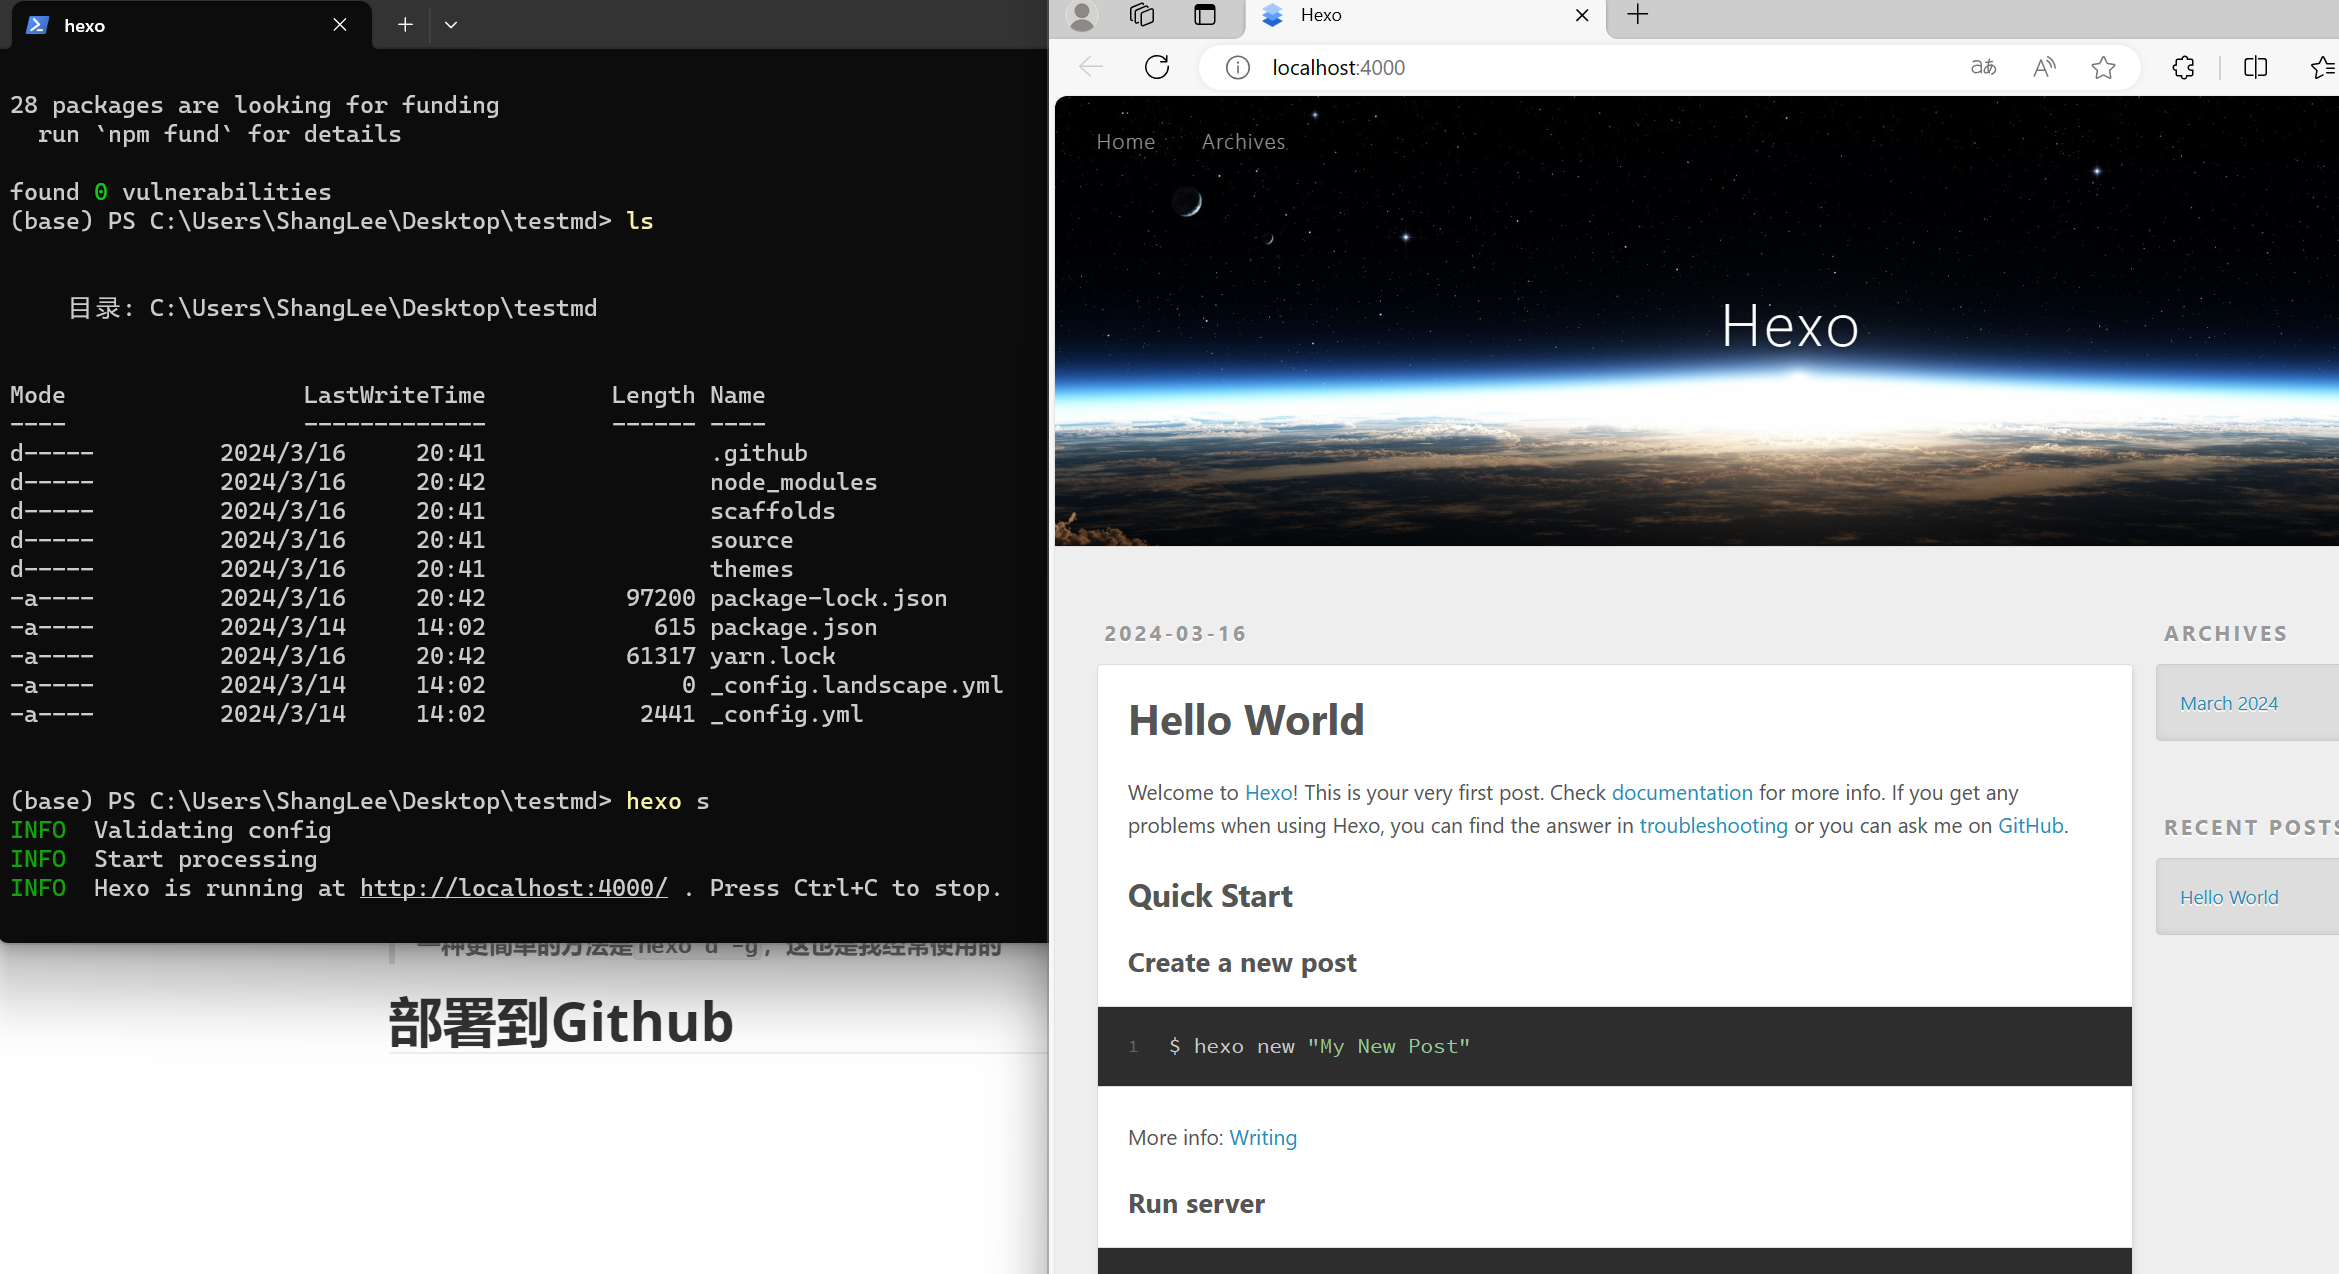 hexo
28 packages are looking for funding
run `npm fund` for details
found 0 vulnerabilities
(base) PS C:\Users\ShangLee\Desktop\testmd> ls
目录: C:\Users\ShangLee\Desktop\testmd
Mode LastWriteTime Length Name
---- ------------- ------ ----
d----- 2024/3/16 20:41 .github
d----- 2024/3/16 20:42 node_modules
d----- 2024/3/16 20:41 scaffolds
d----- 2024/3/16 20:41 source
d----- 2024/3/16 20:41 themes
-a---- 2024/3/16 20:42 97200 package-lock.json
-a---- 2024/3/14 14:02 615 package.json
-a---- 2024/3/16 20:42 61317 yarn.lock
-a---- 2024/3/14 14:02 0 _config.landscape.yml
-a---- 2024/3/14 14:02 2441 _config.yml
(base) PS C:\Users\ShangLee\Desktop\testmd> hexo s
INFO Validating config
INFO Start processing
INFO Hexo is running at http://localhost:4000/ . Press Ctrl+C to stop.
一种更简单的方法是hexo d -g，这也是我经常使用的
部署到Github
Hexo
localhost:4000
Home Archives
Hexo
2024-03-16
Hello World
Welcome to Hexo! This is your very first post. Check documentation for more info. If you get any
problems when using Hexo, you can find the answer in troubleshooting or you can ask me on GitHub.
Quick Start
Create a new post
1 $ hexo new "My New Post"
More info: Writing
Run server
ARCHIVES
March 2024
RECENT POSTS
Hello World